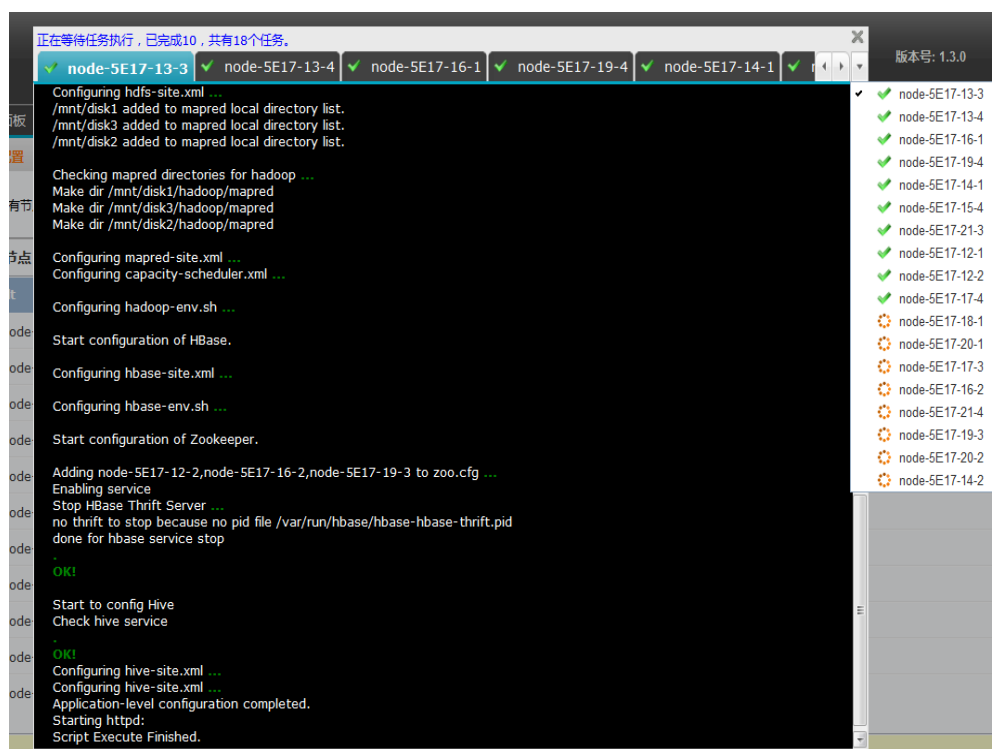 正在等待任务执行，已完成10，共有18个任务。
版本号: 1.3.0
node-5E17-13-3
node-5E17-13-4
node-5E17-16-1
node-5E17-19-4
node-5E17-14-1
Configuring hdfs-site.xml ...
/mnt/disk1 added to mapred local directory list.
/mnt/disk3 added to mapred local directory list.
/mnt/disk2 added to mapred local directory list.
Checking mapred directories for hadoop ...
Make dir /mnt/disk1/hadoop/mapred
Make dir /mnt/disk3/hadoop/mapred
Make dir /mnt/disk2/hadoop/mapred
Configuring mapred-site.xml ...
Configuring capacity-scheduler.xml ...
Configuring hadoop-env.sh ...
Start configuration of HBase.
Configuring hbase-site.xml ...
Configuring hbase-env.sh ...
Start configuration of Zookeeper.
Adding node-5E17-12-2,node-5E17-16-2,node-5E17-19-3 to zoo.cfg ...
Enabling service
Stop HBase Thrift Server ...
no thrift to stop because no pid file /var/run/hbase/hbase-hbase-thrift.pid
done for hbase service stop
.
OK!
Start to config Hive
Check hive service
.
OK!
Configuring hive-site.xml ...
Configuring hive-site.xml ...
Application-level configuration completed.
Starting httpd:
Script Execute Finished.
node-5E17-13-3
node-5E17-13-4
node-5E17-16-1
node-5E17-19-4
node-5E17-14-1
node-5E17-15-4
node-5E17-21-3
node-5E17-12-1
node-5E17-12-2
node-5E17-17-4
node-5E17-18-1
node-5E17-20-1
node-5E17-17-3
node-5E17-16-2
node-5E17-21-4
node-5E17-19-3
node-5E17-20-2
node-5E17-14-2